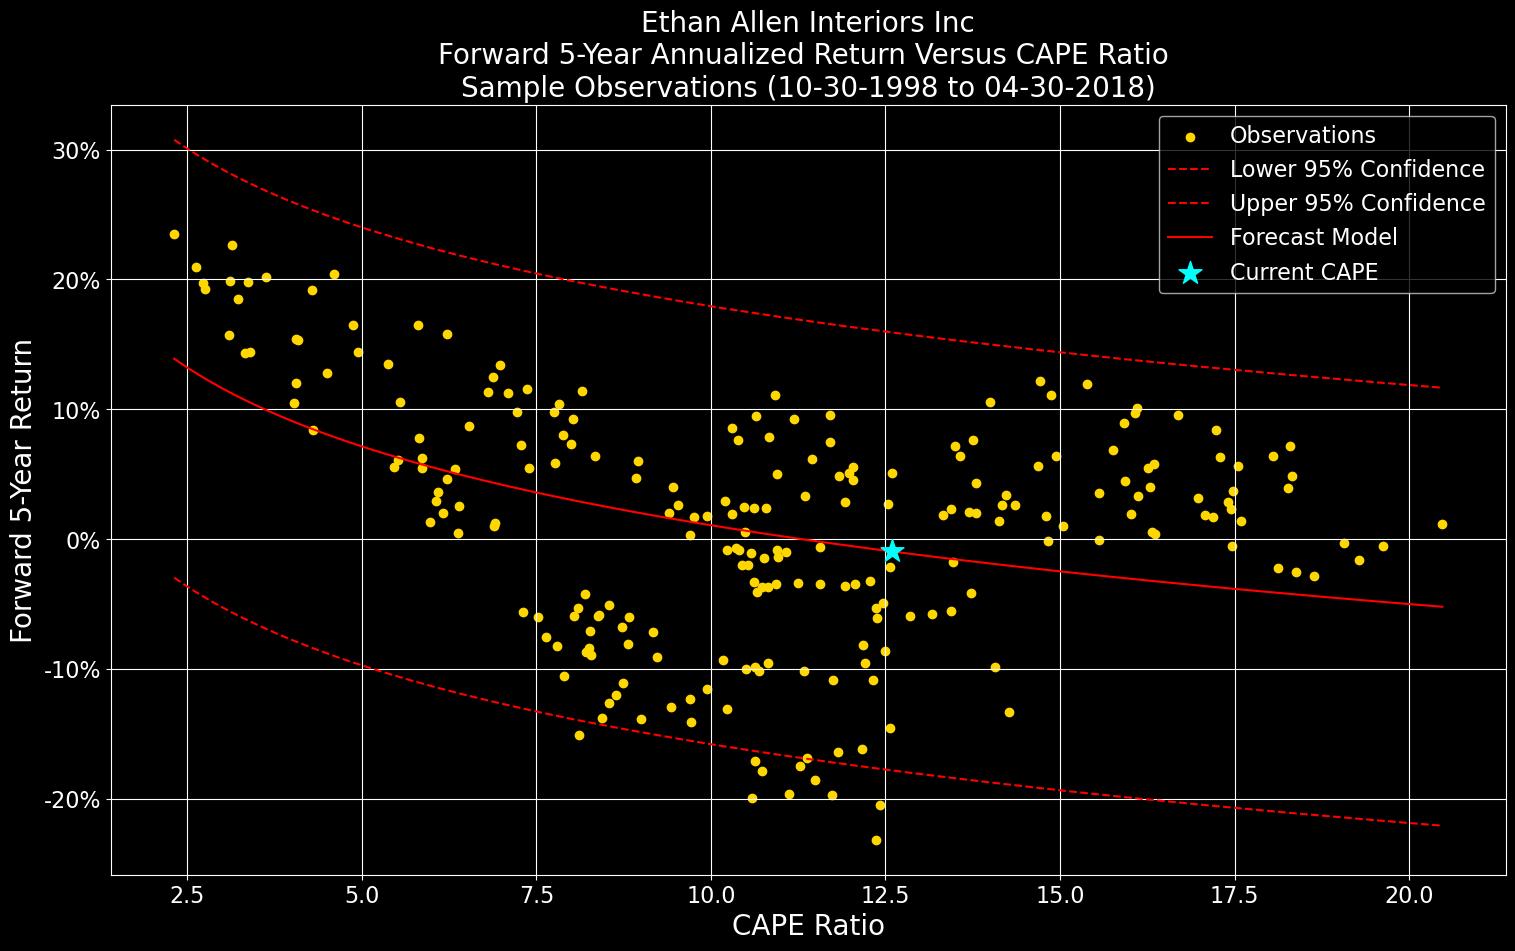 Ethan Allen Interiors Inc
Forward 5-Year Annualized Return Versus CAPE Ratio
Sample Observations (10-30-1998 to 04-30-2018)
Observations
Lower 95% Confidence
Upper 95% Confidence
Forecast Model
Current CAPE
Forward 5-Year Return
30%
20%
10%
0%
-10%
-20%
2.5 5.0 7.5 10.0 12.5 15.0 17.5 20.0
CAPE Ratio